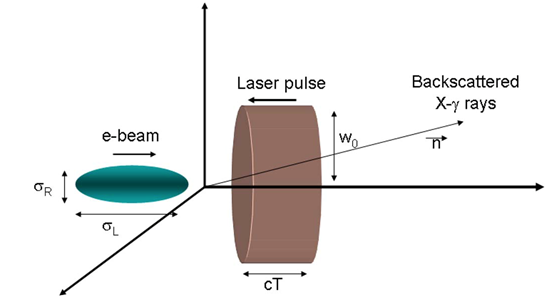 Laser pulse
Backscattered
X-γ rays
e-beam
w₀
n
σR
σL
cT